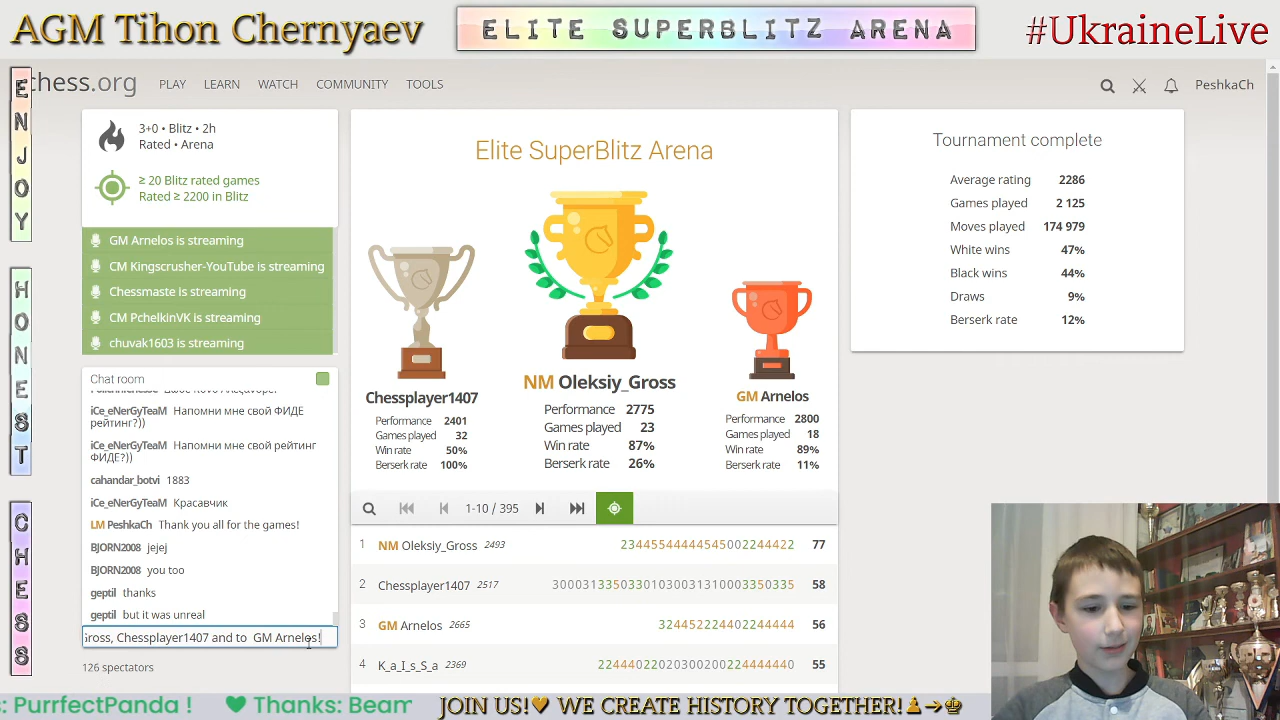 AGM Tihon Chernyaev
ELITE SUPERBLITZ ARENA
#UkraineLive
ENJOY
HONEST
CHESS
chess.org
PLAY LEARN WATCH COMMUNITY TOOLS
PeshkaCh
3+0 • Blitz • 2h
Rated • Arena
≥ 20 Blitz rated games
Rated ≥ 2200 in Blitz
GM Arnelos is streaming
CM Kingscrusher-YouTube is streaming
Chessmaste is streaming
CM PchelkinVK is streaming
chuvak1603 is streaming
Chat room
iCe_eNerGyTeaM Напомни мне свой ФИДЕ
рейтинг?))
iCe_eNerGyTeaM Напомни мне свой рейтинг
ФИДЕ?))
cahandar_botvi 1883
iCe_eNerGyTeaM Красавчик
LM PeshkaCh Thank you all for the games!
BJORN2008 jejej
BJORN2008 you too
geptil thanks
geptil but it was unreal
Gross, Chessplayer1407 and to GM Arnelos!
126 spectators
Elite SuperBlitz Arena
Chessplayer1407
Performance 2401
Games played 32
Win rate 50%
Berserk rate 100%
NM Oleksiy_Gross
Performance 2775
Games played 23
Win rate 87%
Berserk rate 26%
GM Arnelos
Performance 2800
Games played 18
Win rate 89%
Berserk rate 11%
1-10 / 395
1 NM Oleksiy_Gross 2493 23445544444545002244422 77
2 Chessplayer1407 2517 30003133503301030031310003350335 58
3 GM Arnelos 2665 324452224402244222 56
4 K_a_I_s_S_a 2369 22444022020300200224444440 55
Tournament complete
Average rating 2286
Games played 2 125
Moves played 174 979
White wins 47%
Black wins 44%
Draws 9%
Berserk rate 12%
s: PurrfectPanda ! Thanks: Beam
JOIN US! WE CREATE HISTORY TOGETHER!